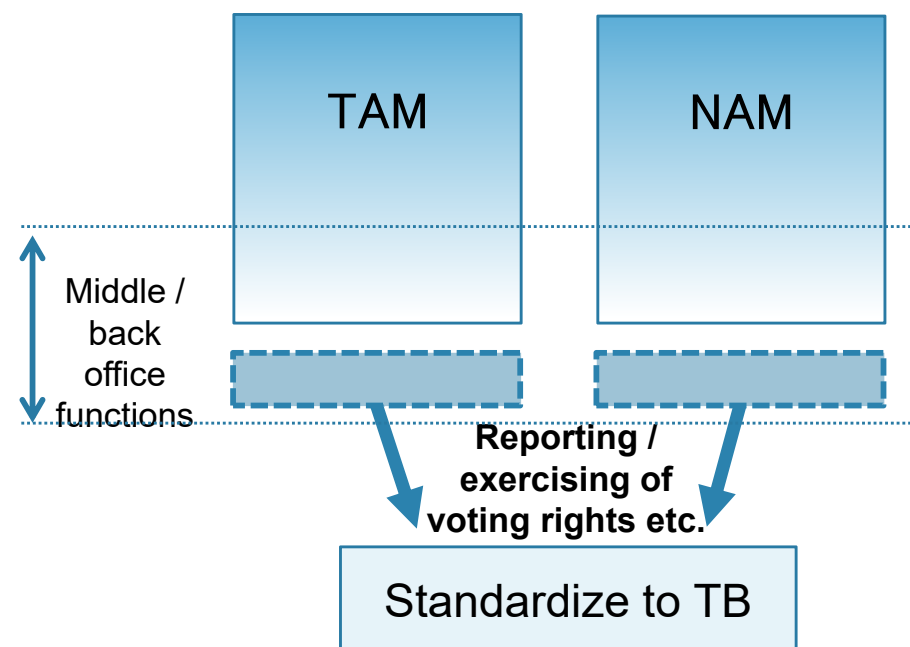 TAM
NAM
Middle /
back
office
functions
Reporting /
exercising of
voting rights etc.
Standardize to TB